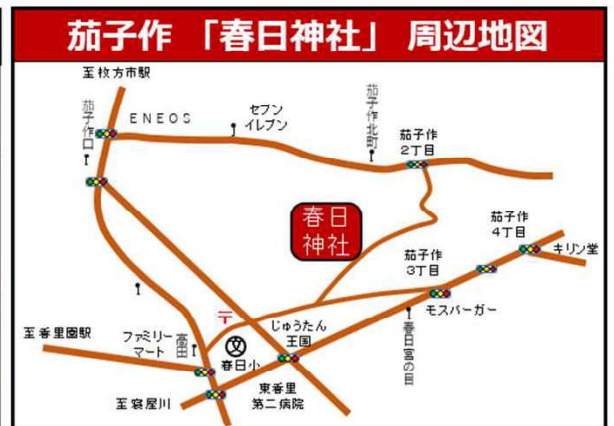 茄子作 「春日神社」 周辺地図
至枚方市駅
茄子作口
ENEOS
セブン
イレブン
茄子作北町
茄子作
2丁目
春日
神社
茄子作
4丁目
キリン堂
茄子作
3丁目
モスバーガー
春日宮の目
〒
じゅうたん
王国
至香里園駅
ファミリー
マート
高田
文
春日小
東香里
第二病院
至寝屋川